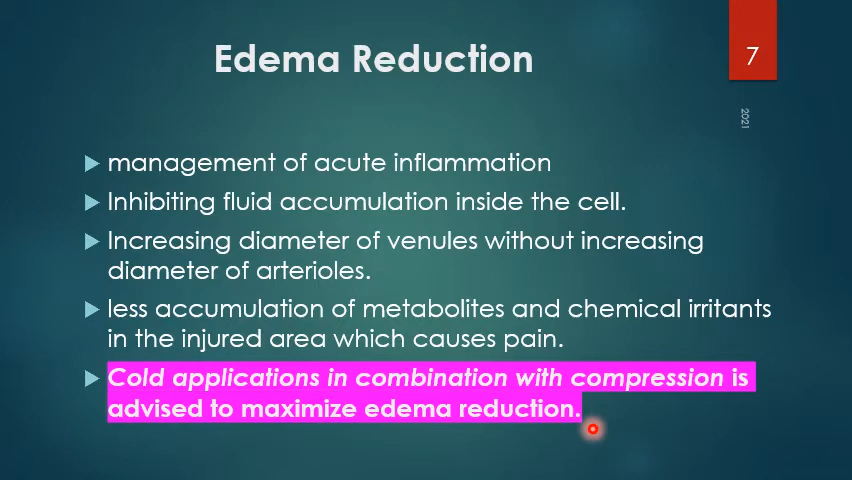 Edema Reduction
7
2021
management of acute inflammation
Inhibiting fluid accumulation inside the cell.
Increasing diameter of venules without increasing
diameter of arterioles.
less accumulation of metabolites and chemical irritants
in the injured area which causes pain.
Cold applications in combination with compression is
advised to maximize edema reduction.